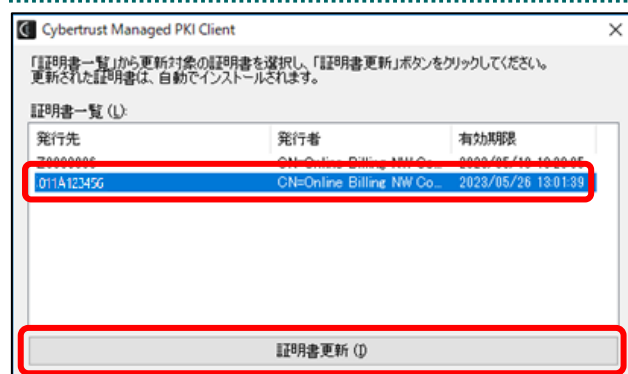 Cybertrust Managed PKI Client
「証明書一覧」から更新対象の証明書を選択し、「証明書更新」ボタンをクリックしてください。
更新された証明書は、自動でインストールされます。
証明書一覧 (L):
発行先 発行者 有効期限
CN=Online Billing NW Co...
011A123456 CN=Online Billing NW Co... 2023/05/26 13:01:39
証明書更新 (I)